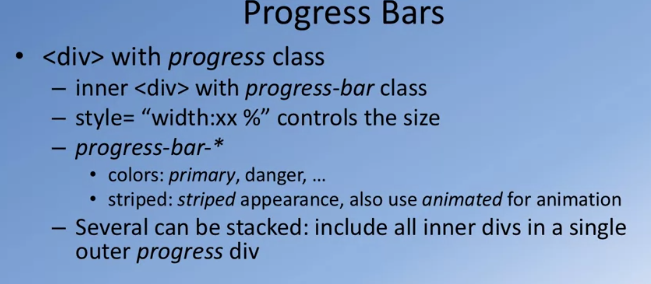 Progress Bars
• <div> with progress class
– inner <div> with progress-bar class
– style= “width:xx %” controls the size
– progress-bar-*
• colors: primary, danger, ...
• striped: striped appearance, also use animated for animation
– Several can be stacked: include all inner divs in a single
outer progress div